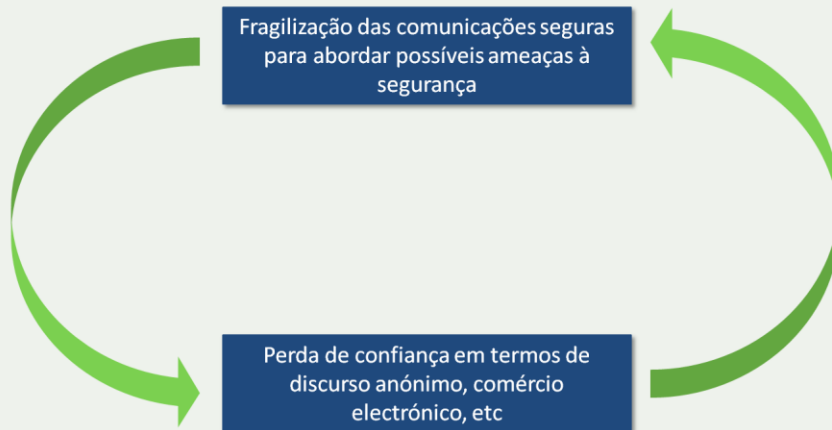 Fragilização das comunicações seguras
para abordar possíveis ameaças à
segurança
Perda de confiança em termos de
discurso anónimo, comércio
electrónico, etc